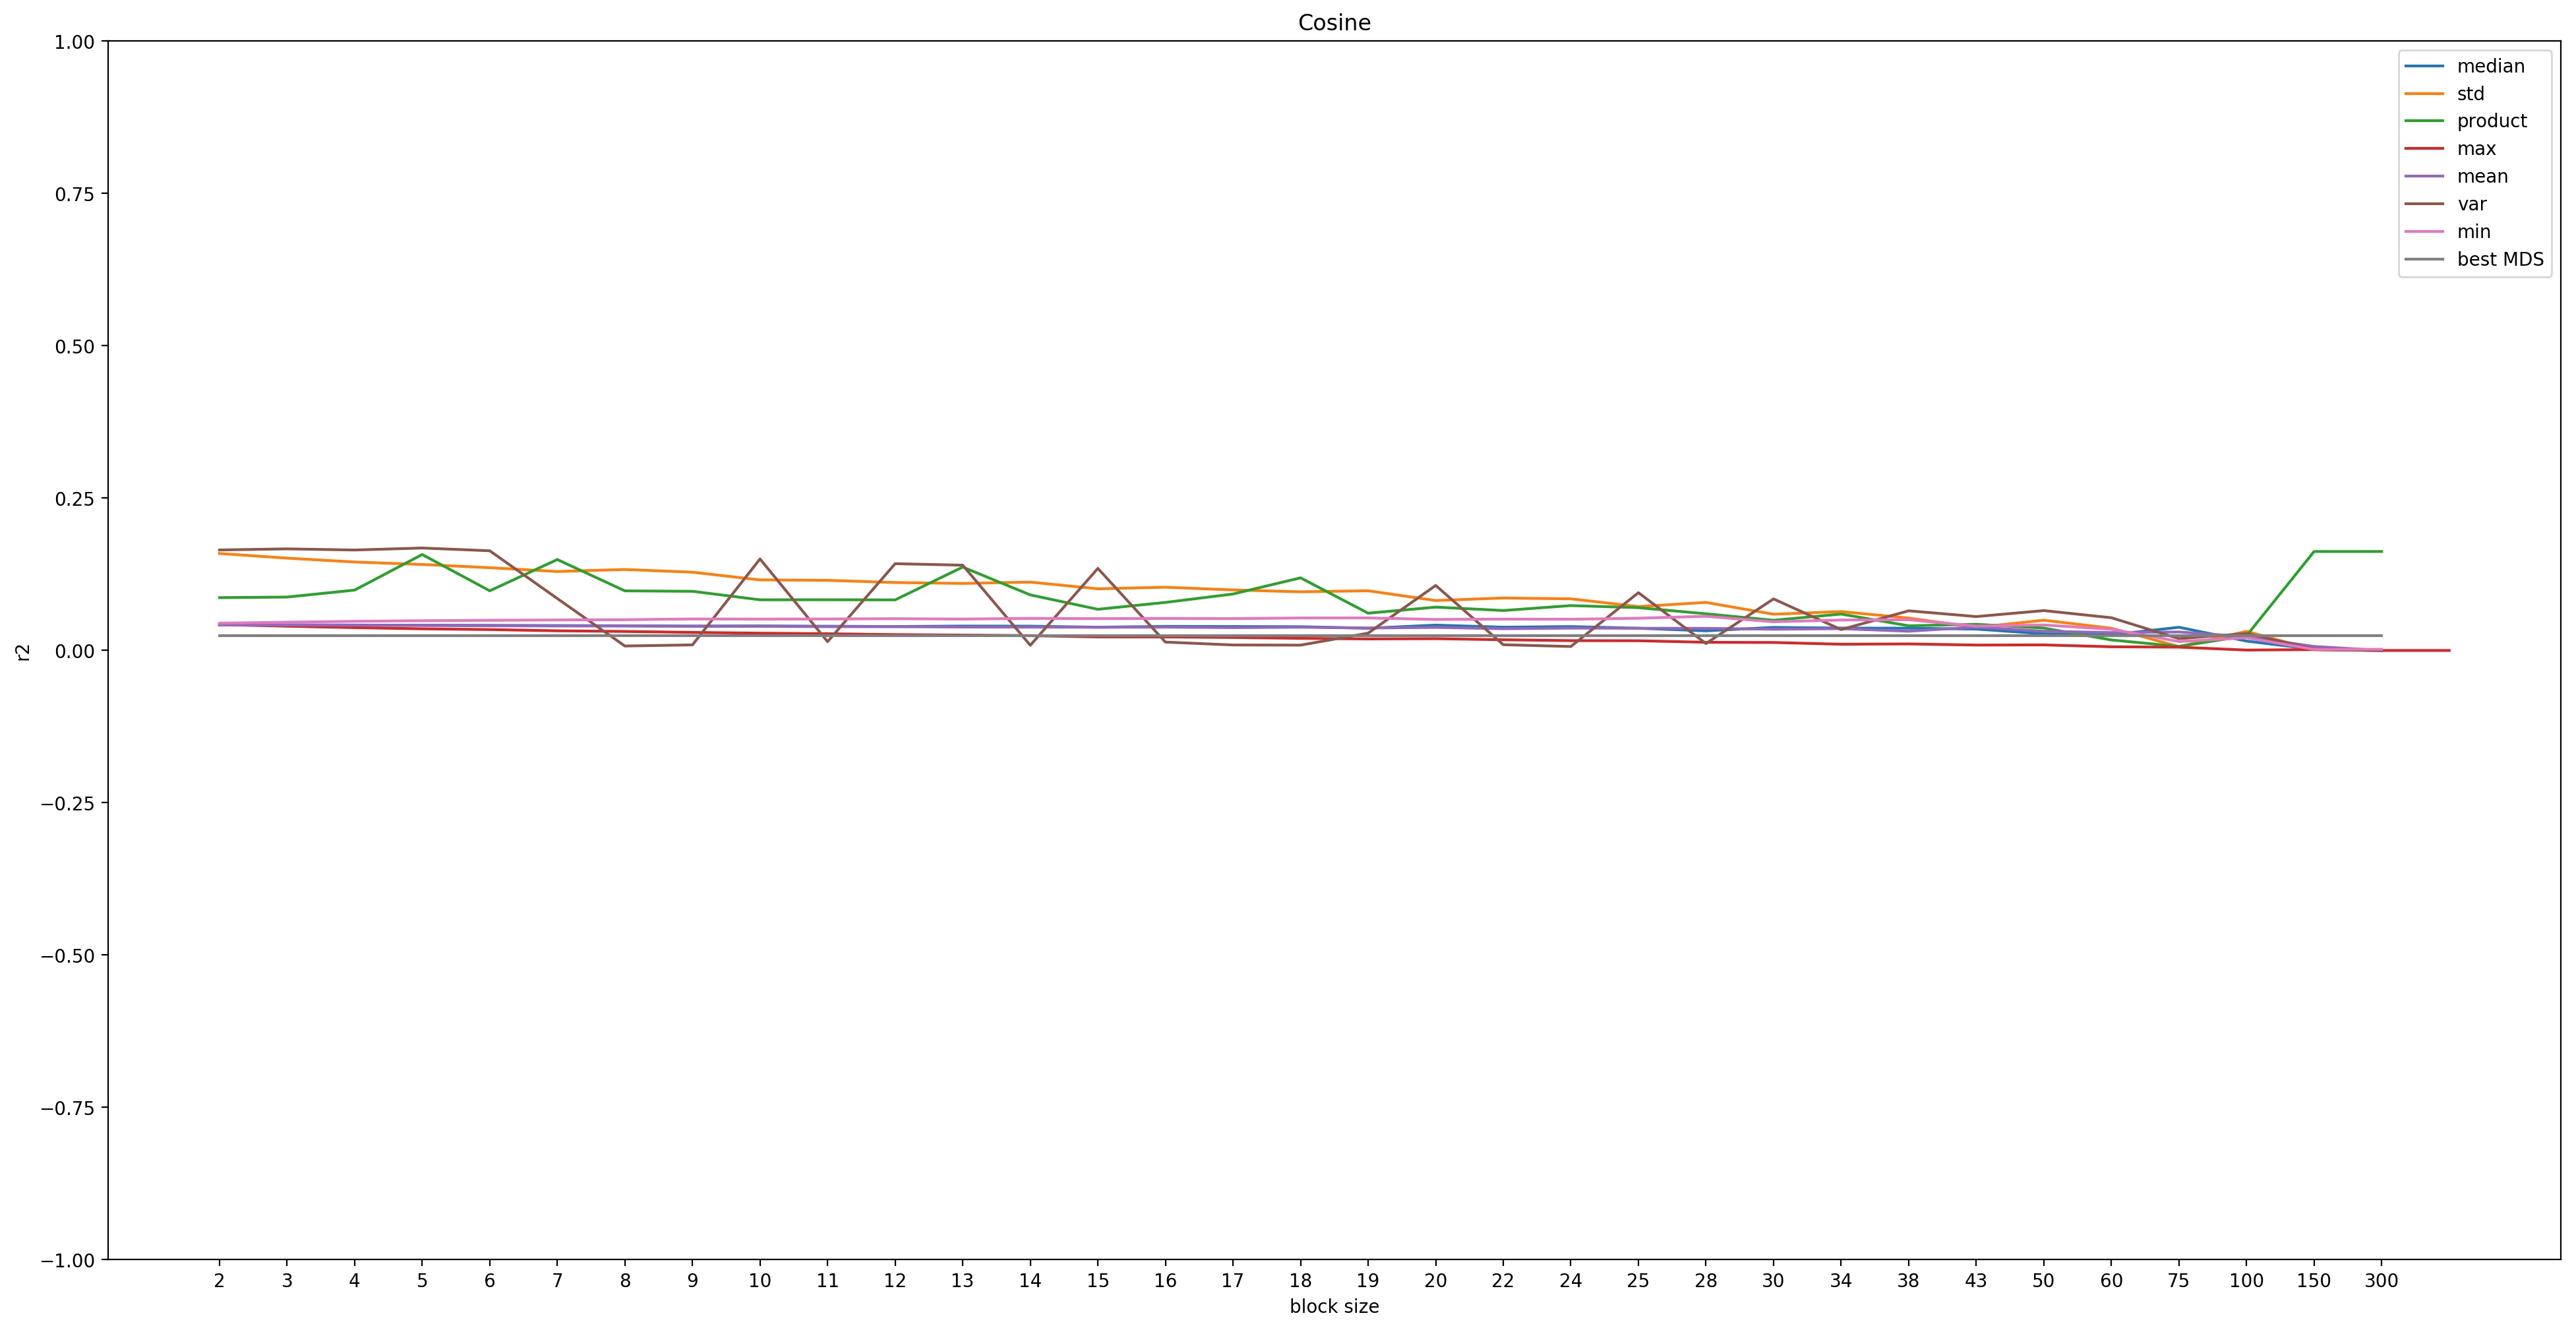 Cosine
1.00
0.75
0.50
0.25
0.00
−0.25
−0.50
−0.75
−1.00
r2
median
std
product
max
mean
var
min
best MDS
2 3 4 5 6 7 8 9 10 11 12 13 14 15 16 17 18 19 20 22 24 25 28 30 34 38 43 50 60 75 100 150 300
block size